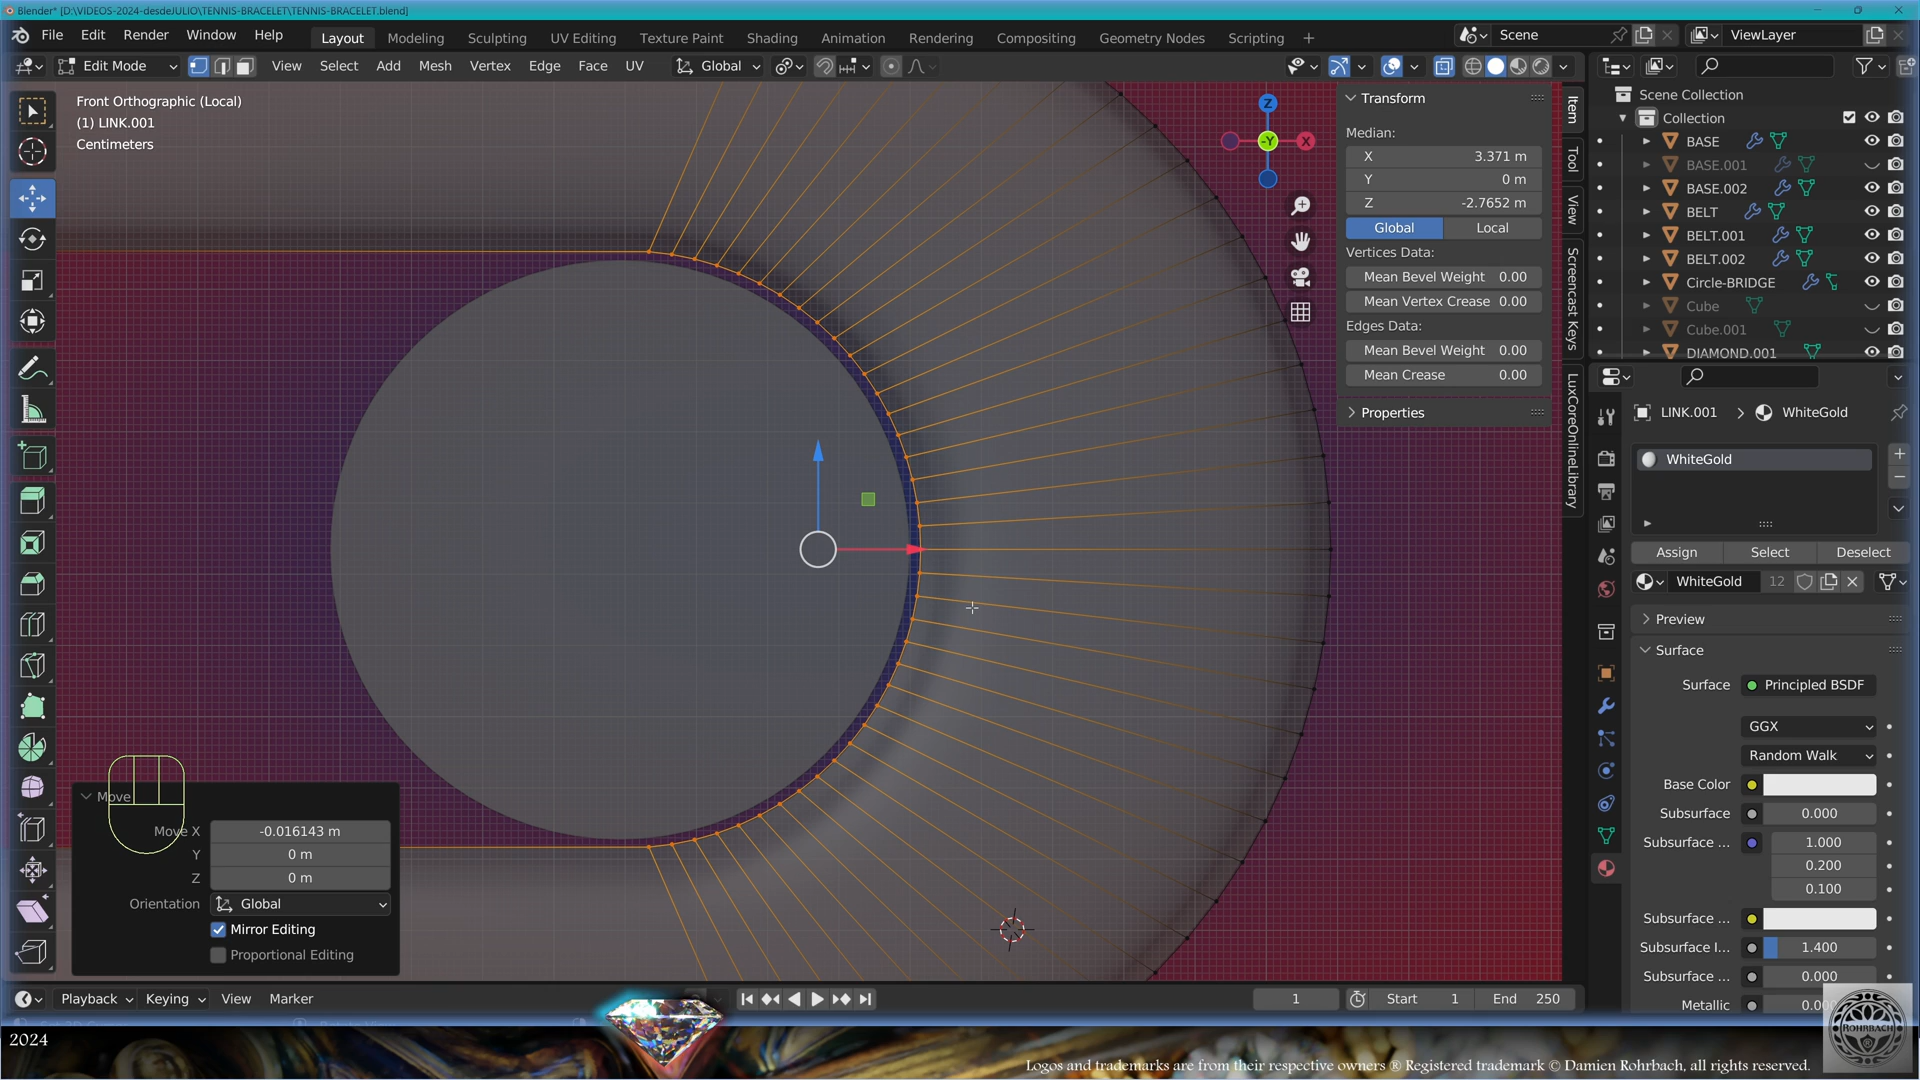 Blender* [D:\VIDEOS-2024-desdeJULIO\TENNIS-BRACELET\TENNIS-BRACELET.blend]
File Edit Render Window Help Layout Modeling Sculpting UV Editing Texture Paint Shading Animation Rendering Compositing Geometry Nodes Scripting + Scene ViewLayer
Edit Mode View Select Add Mesh Vertex Edge Face UV Global
Front Orthographic (Local)
(1) LINK.001
Centimeters
Z
-Y
X
Transform
Median:
X 3.371 m
Y 0 m
Z -2.7652 m
Global Local
Vertices Data:
Mean Bevel Weight 0.00
Mean Vertex Crease 0.00
Edges Data:
Mean Bevel Weight 0.00
Mean Crease 0.00
Properties
Item
Tool
View
Screencast Keys
LuxCoreOnlineLibrary
Scene Collection
Collection
BASE
BASE.001
BASE.002
BELT
BELT.001
BELT.002
Circle-BRIDGE
Cube
Cube.001
DIAMOND.001
LINK.001 > WhiteGold
WhiteGold
Assign Select Deselect
WhiteGold 12
Preview
Surface
Surface Principled BSDF
GGX
Random Walk
Base Color
Subsurface 0.000
Subsurface ... 1.000
0.200
0.100
Subsurface ...
Subsurface I... 1.400
Subsurface ... 0.000
Metallic 0.00
Move
Move X -0.016143 m
Y 0 m
Z 0 m
Orientation Global
Mirror Editing
Proportional Editing
Playback Keying View Marker 1 Start 1 End 250
2024
ROHRBACH
®
Logos and trademarks are from their respective owners ® Registered trademark © Damien Rohrbach, all rights reserved.